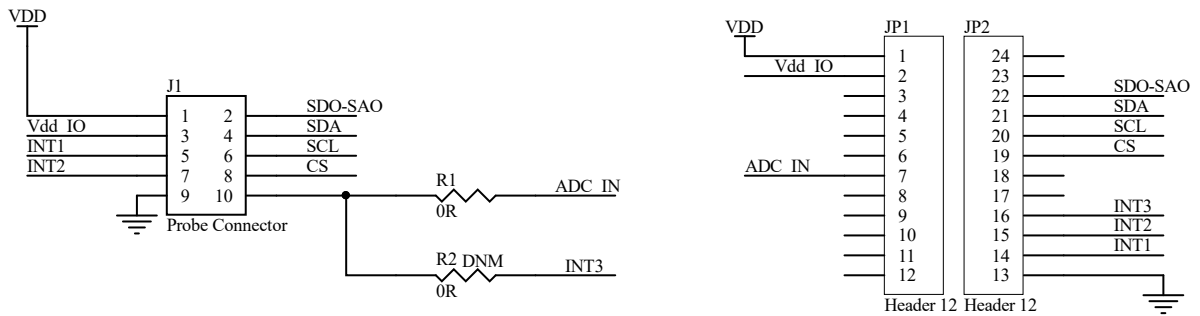 VDD
J1
1 2 SDO-SAO
Vdd IO 3 4 SDA
INT1 5 6 SCL
INT2 7 8 CS
9 10
Probe Connector
R1
0R
ADC IN
R2 DNM
0R
INT3
VDD
JP1
1
Vdd IO 2
3
4
5
6
ADC IN 7
8
9
10
11
12
Header 12
JP2
24
23
22 SDO-SAO
21 SDA
20 SCL
19 CS
18
17
16 INT3
15 INT2
14 INT1
13
Header 12